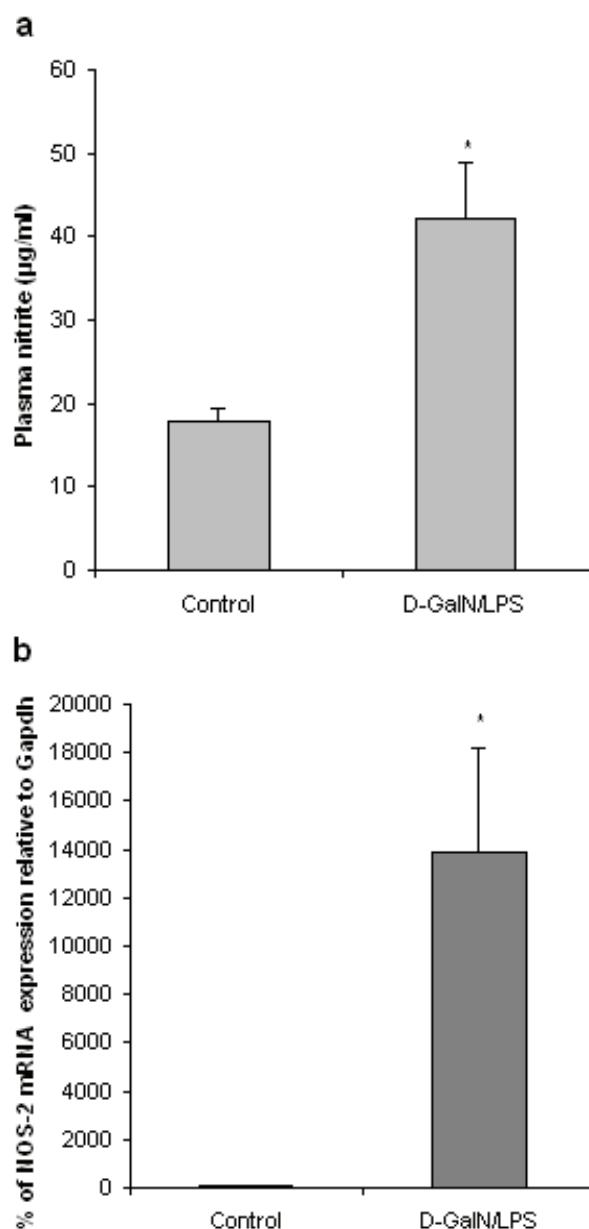 a
Plasma nitrite (µg/ml)
60
50
40
30
20
10
0
*
Control
D-GalN/LPS
b
% of NOS-2 mRNA expression relative to Gapdh
20000
18000
16000
14000
12000
10000
8000
6000
4000
2000
0
*
Control
D-GalN/LPS